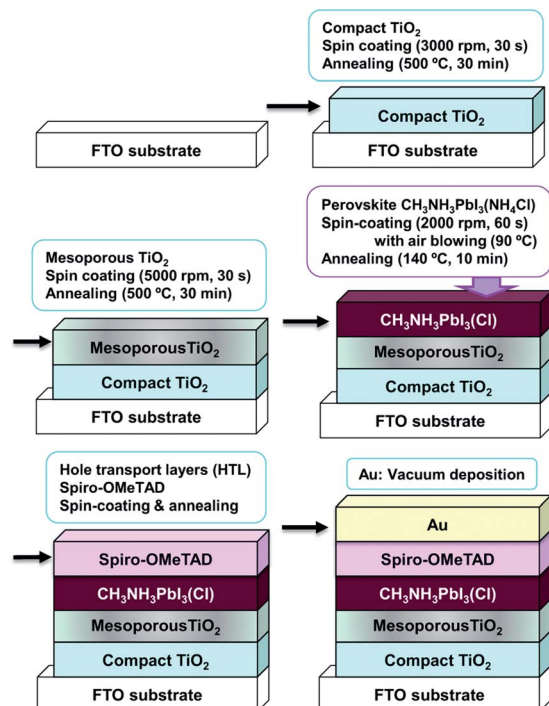 Compact TiO₂
Spin coating (3000 rpm, 30 s)
Annealing (500 ºC, 30 min)
Compact TiO₂
FTO substrate
FTO substrate
Perovskite CH₃NH₃PbI₃(NH₄Cl)
Spin-coating (2000 rpm, 60 s)
with air blowing (90 ºC)
Annealing (140 ºC, 10 min)
Mesoporous TiO₂
Spin coating (5000 rpm, 30 s)
Annealing (500 ºC, 30 min)
MesoporousTiO₂
Compact TiO₂
FTO substrate
CH₃NH₃PbI₃(Cl)
MesoporousTiO₂
Compact TiO₂
FTO substrate
Hole transport layers (HTL)
Spiro-OMeTAD
Spin-coating & annealing
Spiro-OMeTAD
CH₃NH₃PbI₃(Cl)
MesoporousTiO₂
Compact TiO₂
FTO substrate
Au: Vacuum deposition
Au
Spiro-OMeTAD
CH₃NH₃PbI₃(Cl)
MesoporousTiO₂
Compact TiO₂
FTO substrate